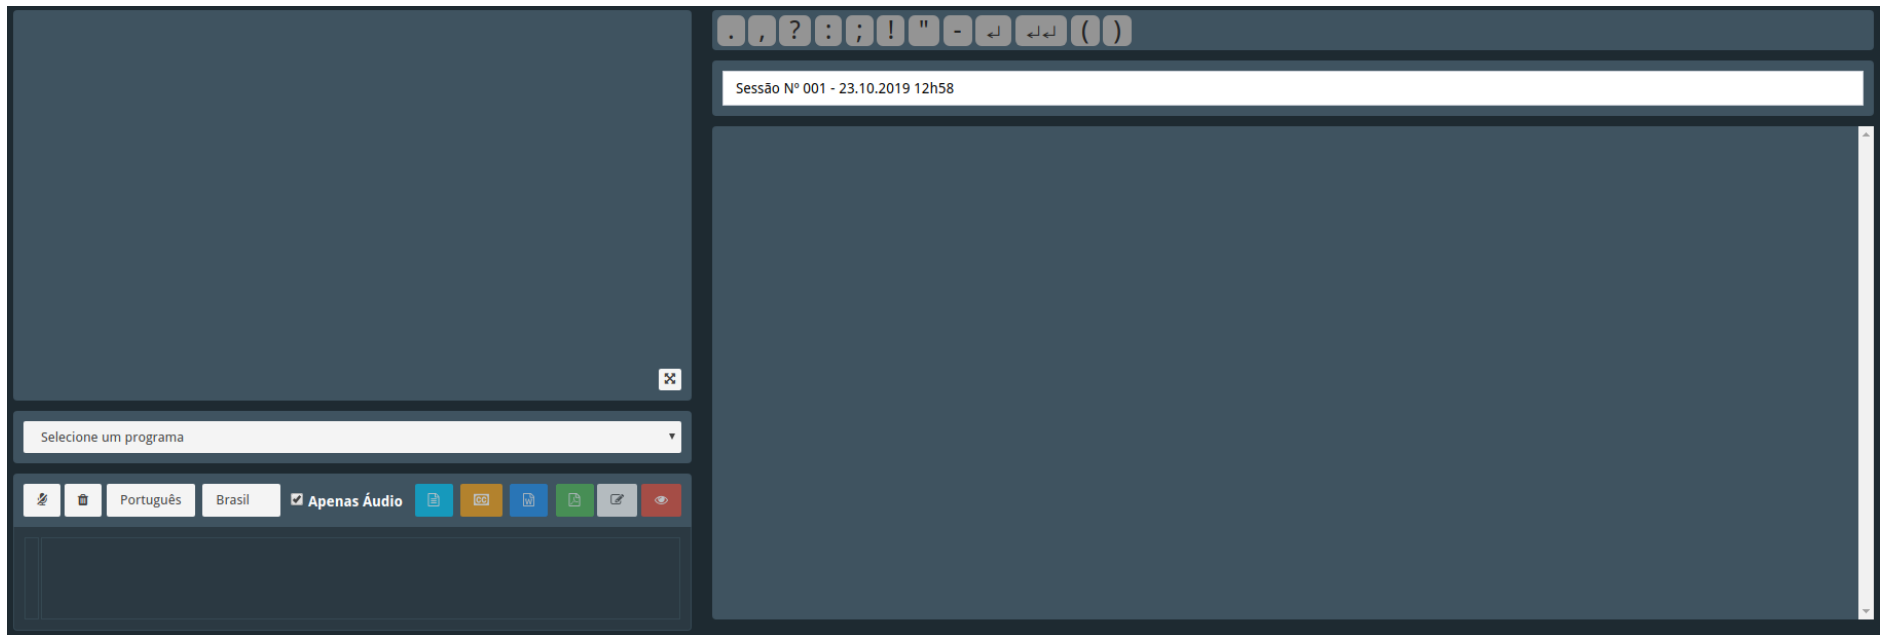 . , ? : ; ! " - ↵ ↵↵ ( )
Sessão Nº 001 - 23.10.2019 12h58
Selecione um programa
Português Brasil Apenas Áudio